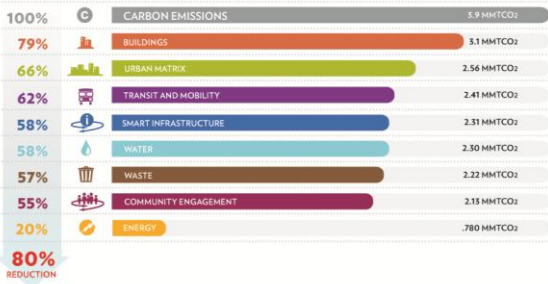 100% C CARBON EMISSIONS 3.9 MMTCO2
79% BUILDINGS 3.1 MMTCO2
66% URBAN MATRIX 2.56 MMTCO2
62% TRANSIT AND MOBILITY 2.41 MMTCO2
58% i SMART INFRASTRUCTURE 2.31 MMTCO2
58% WATER 2.30 MMTCO2
57% WASTE 2.22 MMTCO2
55% COMMUNITY ENGAGEMENT 2.13 MMTCO2
20% ENERGY .780 MMTCO2
80%
REDUCTION